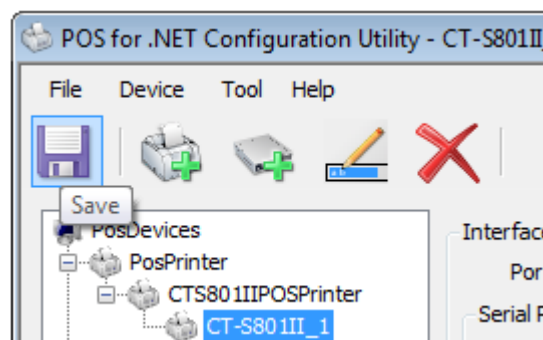 POS for .NET Configuration Utility - CT-S801II
File Device Tool Help
Save
PosDevices
Interface
PosPrinter
Por
CTS801IIPOSPrinter
Serial P
CT-S801II_1